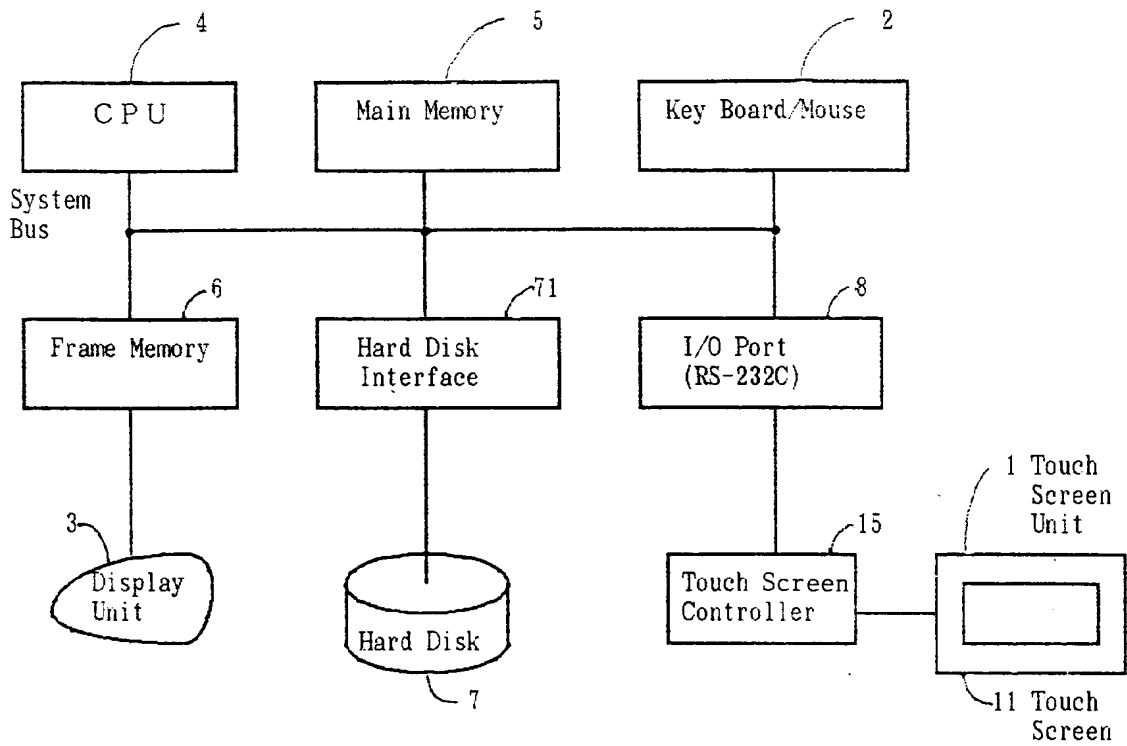 4
5
2
CPU
Main Memory
Key Board/Mouse
System
Bus
6
71
8
Frame Memory
Hard Disk
Interface
I/O Port
(RS-232C)
1 Touch
Screen
Unit
3
15
Display
Unit
Touch Screen
Controller
Hard Disk
7
11 Touch
Screen